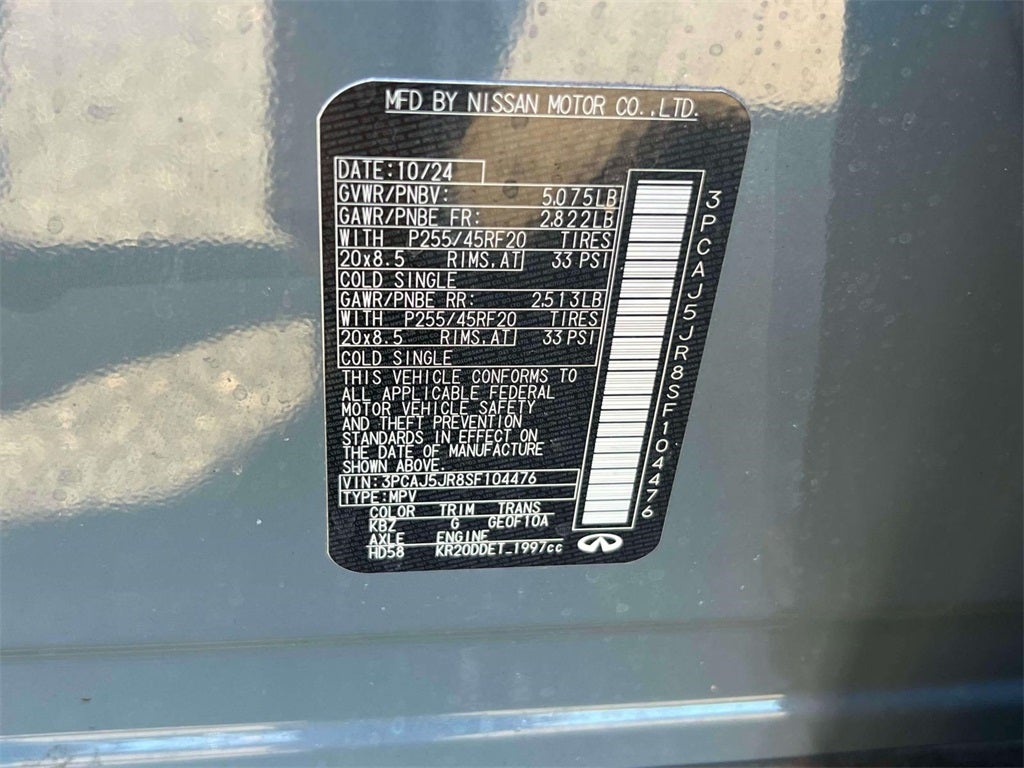 MFD BY NISSAN MOTOR CO.,LTD.
DATE:10/24
GVWR/PNBV: 5,075LB
GAWR/PNBE FR: 2,822LB
WITH P255/45RF20 TIRES
20x8.5 RIMS,AT 33 PSI
COLD SINGLE
GAWR/PNBE RR: 2,513LB
WITH P255/45RF20 TIRES
20x8.5 RIMS,AT 33 PSI
COLD SINGLE
THIS VEHICLE CONFORMS TO
ALL APPLICABLE FEDERAL
MOTOR VEHICLE SAFETY
AND THEFT PREVENTION
STANDARDS IN EFFECT ON
THE DATE OF MANUFACTURE
SHOWN ABOVE.
VIN:3PCAJ5JR8SF104476
TYPE:MPV
COLOR TRIM TRANS
KBZ G GE0F10A
AXLE ENGINE
HD58 KR20DDET_1997cc
3PCAJ5JR8SF104476